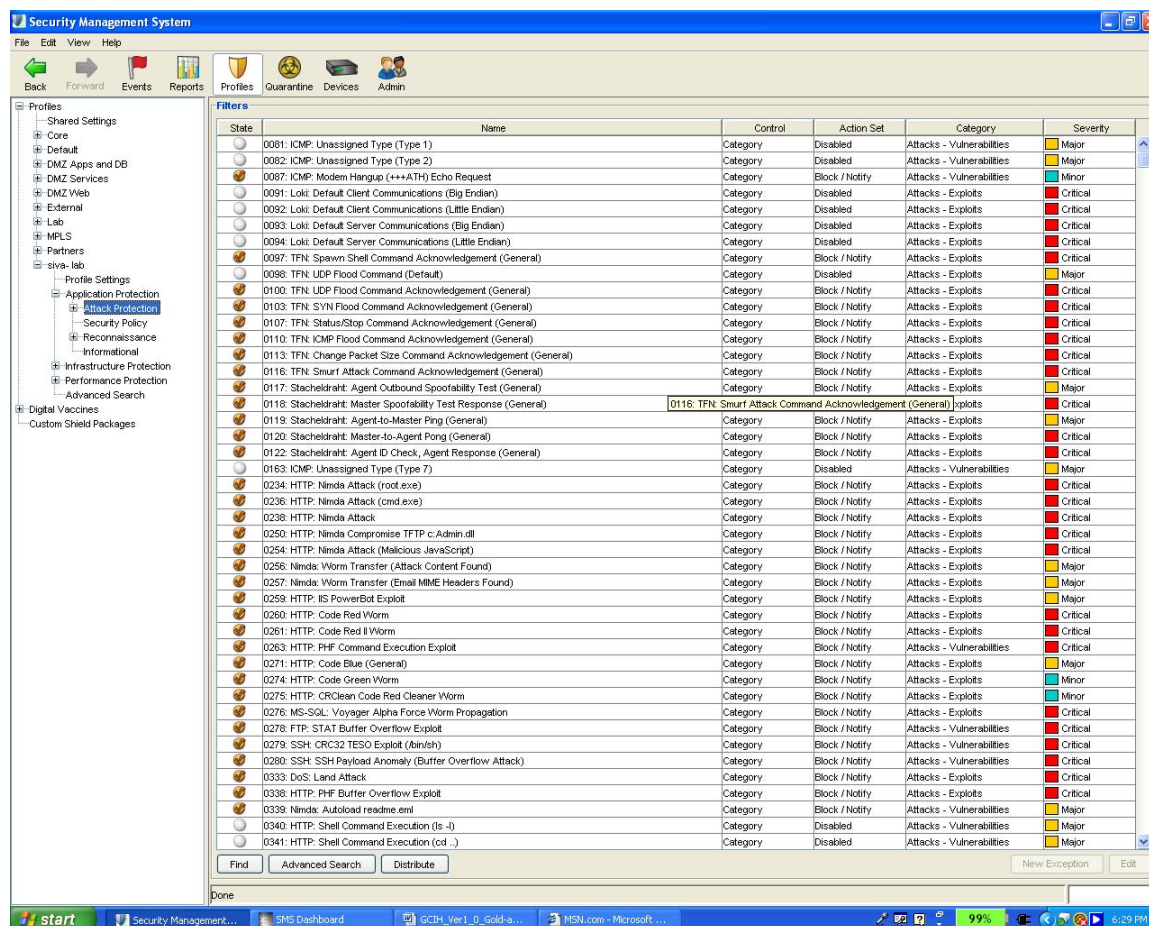 Security Management System
File Edit View Help
Back Forward Events Reports Profiles Quarantine Devices Admin
Profiles
Shared Settings
Core
Default
DMZ Apps and DB
DMZ Services
DMZ Web
External
Lab
MPLS
Partners
siva- lab
Profile Settings
Application Protection
Attack Protection
Security Policy
Reconnaissance
Informational
Infrastructure Protection
Performance Protection
Advanced Search
Digital Vaccines
Custom Shield Packages
Filters
State Name Control Action Set Category Severity
0081: ICMP: Unassigned Type (Type 1) Category Disabled Attacks - Vulnerabilities Major
0082: ICMP: Unassigned Type (Type 2) Category Disabled Attacks - Vulnerabilities Major
0087: ICMP: Modem Hangup (+++ATH) Echo Request Category Block / Notify Attacks - Vulnerabilities Minor
0091: Loki: Default Client Communications (Big Endian) Category Disabled Attacks - Exploits Critical
0092: Loki: Default Client Communications (Little Endian) Category Disabled Attacks - Exploits Critical
0093: Loki: Default Server Communications (Big Endian) Category Disabled Attacks - Exploits Critical
0094: Loki: Default Server Communications (Little Endian) Category Disabled Attacks - Exploits Critical
0097: TFN: Spawn Shell Command Acknowledgement (General) Category Block / Notify Attacks - Exploits Critical
0098: TFN: UDP Flood Command (Default) Category Disabled Attacks - Exploits Major
0100: TFN: UDP Flood Command Acknowledgement (General) Category Block / Notify Attacks - Exploits Critical
0103: TFN: SYN Flood Command Acknowledgement (General) Category Block / Notify Attacks - Exploits Critical
0107: TFN: Status/Stop Command Acknowledgement (General) Category Block / Notify Attacks - Exploits Critical
0110: TFN: ICMP Flood Command Acknowledgement (General) Category Block / Notify Attacks - Exploits Critical
0113: TFN: Change Packet Size Command Acknowledgement (General) Category Block / Notify Attacks - Exploits Critical
0116: TFN: Smurf Attack Command Acknowledgement (General) Category Block / Notify Attacks - Exploits Critical
0117: Stacheldraht: Agent Outbound Spoofability Test (General) Category Block / Notify Attacks - Exploits Major
0118: Stacheldraht: Master Spoofability Test Response (General) 0116: TFN: Smurf Attack Command Acknowledgement (General) xploits Critical
0119: Stacheldraht: Agent-to-Master Ping (General) Category Block / Notify Attacks - Exploits Major
0120: Stacheldraht: Master-to-Agent Pong (General) Category Block / Notify Attacks - Exploits Critical
0122: Stacheldraht: Agent ID Check, Agent Response (General) Category Block / Notify Attacks - Exploits Critical
0163: ICMP: Unassigned Type (Type 7) Category Disabled Attacks - Vulnerabilities Major
0234: HTTP: Nimda Attack (root.exe) Category Block / Notify Attacks - Exploits Critical
0236: HTTP: Nimda Attack (cmd.exe) Category Block / Notify Attacks - Exploits Critical
0238: HTTP: Nimda Attack Category Block / Notify Attacks - Exploits Critical
0250: HTTP: Nimda Compromise TFTP c:Admin.dll Category Block / Notify Attacks - Exploits Critical
0254: HTTP: Nimda Attack (Malicious JavaScript) Category Block / Notify Attacks - Exploits Critical
0256: Nimda: Worm Transfer (Attack Content Found) Category Block / Notify Attacks - Exploits Major
0257: Nimda: Worm Transfer (Email MIME Headers Found) Category Block / Notify Attacks - Exploits Major
0259: HTTP: IIS PowerBot Exploit Category Block / Notify Attacks - Exploits Major
0260: HTTP: Code Red Worm Category Block / Notify Attacks - Exploits Critical
0261: HTTP: Code Red II Worm Category Block / Notify Attacks - Exploits Critical
0263: HTTP: PHF Command Execution Exploit Category Block / Notify Attacks - Vulnerabilities Critical
0271: HTTP: Code Blue (General) Category Block / Notify Attacks - Exploits Major
0274: HTTP: Code Green Worm Category Block / Notify Attacks - Exploits Minor
0275: HTTP: CRClean Code Red Cleaner Worm Category Block / Notify Attacks - Exploits Minor
0276: MS-SQL: Voyager Alpha Force Worm Propagation Category Block / Notify Attacks - Exploits Critical
0278: FTP: STAT Buffer Overflow Exploit Category Block / Notify Attacks - Vulnerabilities Critical
0279: SSH: CRC32 TESO Exploit (/bin/sh) Category Block / Notify Attacks - Vulnerabilities Critical
0280: SSH: SSH Payload Anomaly (Buffer Overflow Attack) Category Block / Notify Attacks - Vulnerabilities Critical
0333: DoS: Land Attack Category Block / Notify Attacks - Exploits Critical
0338: HTTP: PHF Buffer Overflow Exploit Category Block / Notify Attacks - Exploits Critical
0339: Nimda: Autoload readme.eml Category Block / Notify Attacks - Vulnerabilities Major
0340: HTTP: Shell Command Execution (ls -l) Category Disabled Attacks - Vulnerabilities Major
0341: HTTP: Shell Command Execution (cd ..) Category Disabled Attacks - Vulnerabilities Major
Find Advanced Search Distribute New Exception Edit
Done
start Security Managemen... SMS Dashboard GCIH_Ver1_0_Gold-a... MSN.com - Microsoft ... 99% 6:29 PM